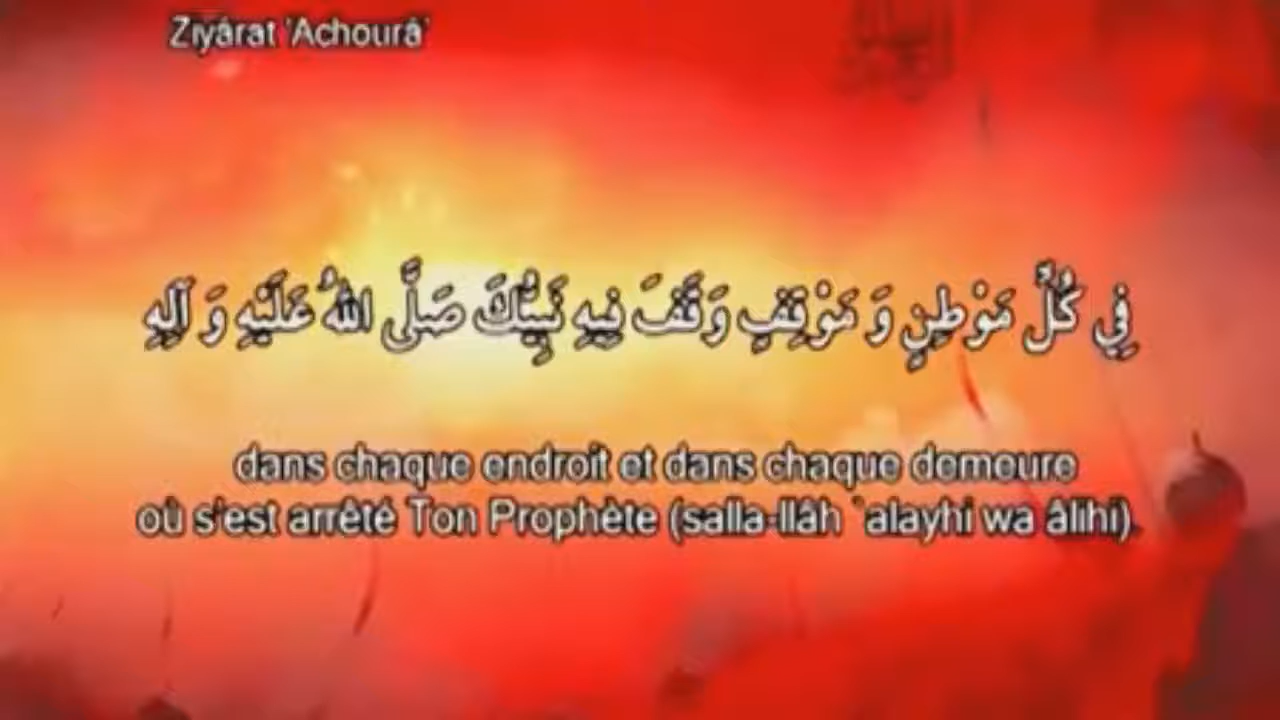 Ziyârat 'Achourâ'
فِي كُلِّ مَوْطِنٍ وَ مَوْقِفٍ وَقَفَ فِيهِ نَبِيُّكَ صَلَّى اللهُ عَلَيْهِ وَ آلِهِ
dans chaque endroit et dans chaque demeure
où s'est arrêté Ton Prophète (salla-llâh `alayhi wa âlihi)